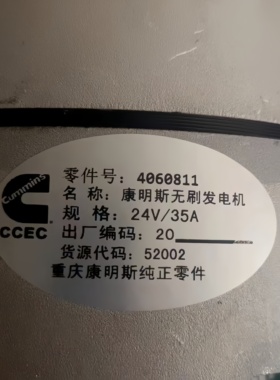 零件号: 4060811
名 称: 康明斯无刷发电机
规 格: 24V/35A
出厂编码: 20
货源代码: 52002
重庆康明斯纯正零件
Cummins
CCEC